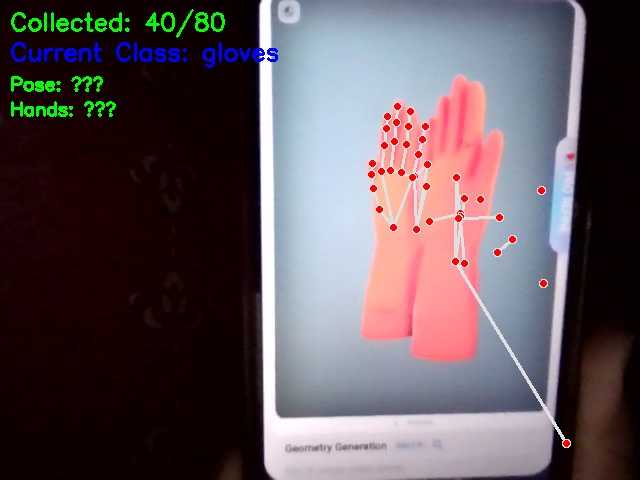 Collected: 40/80
Current Class: gloves
Pose: ???
Hands: ???
Geometry Generation